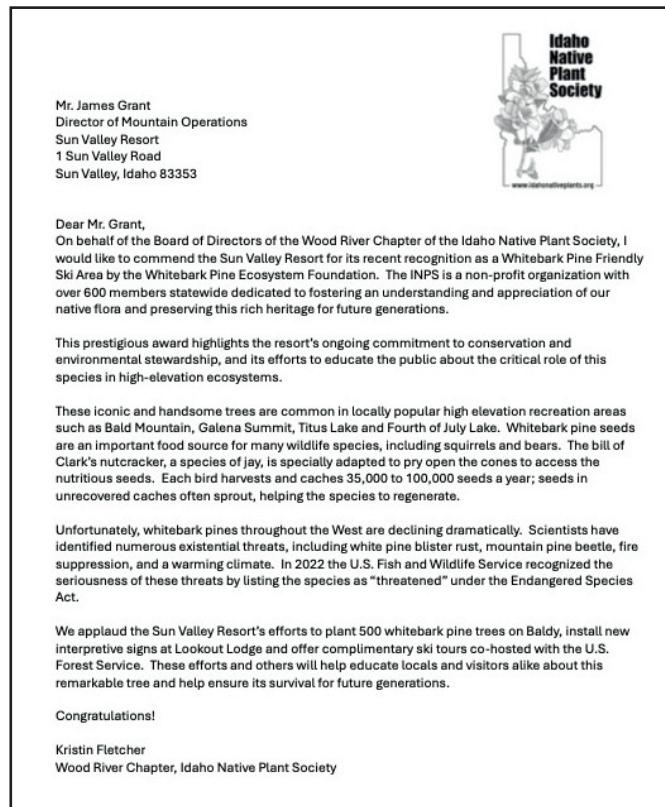 Idaho
Native
Plant
Society
www.idahonativeplants.org
Mr. James Grant
Director of Mountain Operations
Sun Valley Resort
1 Sun Valley Road
Sun Valley, Idaho 83353
Dear Mr. Grant,
On behalf of the Board of Directors of the Wood River Chapter of the Idaho Native Plant Society, I
would like to commend the Sun Valley Resort for its recent recognition as a Whitebark Pine Friendly
Ski Area by the Whitebark Pine Ecosystem Foundation.  The INPS is a non-profit organization with
over 600 members statewide dedicated to fostering an understanding and appreciation of our
native flora and preserving this rich heritage for future generations.
This prestigious award highlights the resort's ongoing commitment to conservation and
environmental stewardship, and its efforts to educate the public about the critical role of this
species in high-elevation ecosystems.
These iconic and handsome trees are common in locally popular high elevation recreation areas
such as Bald Mountain, Galena Summit, Titus Lake and Fourth of July Lake.  Whitebark pine seeds
are an important food source for many wildlife species, including squirrels and bears.  The bill of
Clark's nutcracker, a species of jay, is specially adapted to pry open the cones to access the
nutritious seeds.  Each bird harvests and caches 35,000 to 100,000 seeds a year; seeds in
unrecovered caches often sprout, helping the species to regenerate.
Unfortunately, whitebark pines throughout the West are declining dramatically.  Scientists have
identified numerous existential threats, including white pine blister rust, mountain pine beetle, fire
suppression, and a warming climate.  In 2022 the U.S. Fish and Wildlife Service recognized the
seriousness of these threats by listing the species as "threatened" under the Endangered Species
Act.
We applaud the Sun Valley Resort's efforts to plant 500 whitebark pine trees on Baldy, install new
interpretive signs at Lookout Lodge and offer complimentary ski tours co-hosted with the U.S.
Forest Service.  These efforts and others will help educate locals and visitors alike about this
remarkable tree and help ensure its survival for future generations.
Congratulations!
Kristin Fletcher
Wood River Chapter, Idaho Native Plant Society